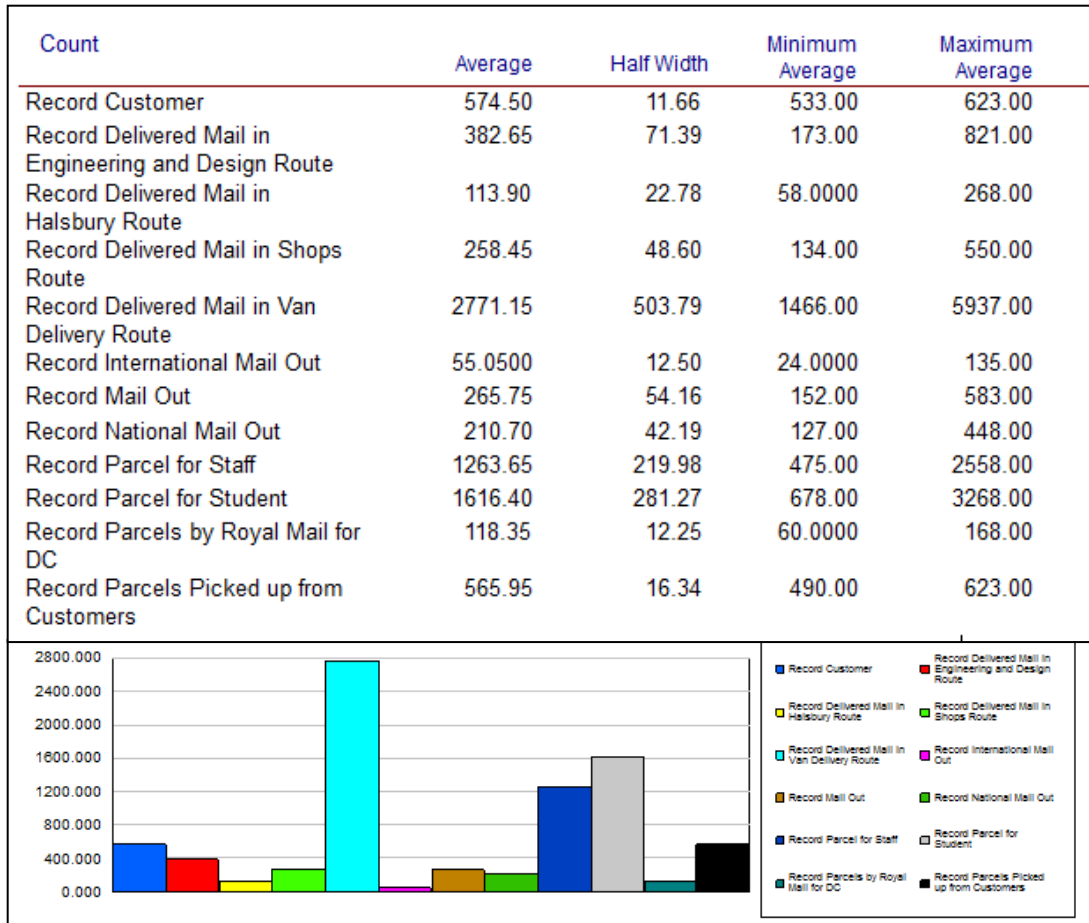 Count Average Half Width Minimum Average Maximum Average
Record Customer 574.50 11.66 533.00 623.00
Record Delivered Mail in 382.65 71.39 173.00 821.00
Engineering and Design Route
Record Delivered Mail in 113.90 22.78 58.0000 268.00
Halsbury Route
Record Delivered Mail in Shops 258.45 48.60 134.00 550.00
Route
Record Delivered Mail in Van 2771.15 503.79 1466.00 5937.00
Delivery Route
Record International Mail Out 55.0500 12.50 24.0000 135.00
Record Mail Out 265.75 54.16 152.00 583.00
Record National Mail Out 210.70 42.19 127.00 448.00
Record Parcel for Staff 1263.65 219.98 475.00 2558.00
Record Parcel for Student 1616.40 281.27 678.00 3268.00
Record Parcels by Royal Mail for 118.35 12.25 60.0000 168.00
DC
Record Parcels Picked up from 565.95 16.34 490.00 623.00
Customers
2800.000
2400.000
2000.000
1600.000
1200.000
800.000
400.000
0.000
Record Customer
Record Delivered Mail in
Engineering and Design
Route
Record Delivered Mail in
Halsbury Route
Record Delivered Mail in
Shops Route
Record Delivered Mail in
Van Delivery Route
Record International Mail
Out
Record Mail Out
Record National Mail Out
Record Parcel for Staff
Record Parcel for
Student
Record Parcels by Royal
Mail for DC
Record Parcels Picked
up from Customers